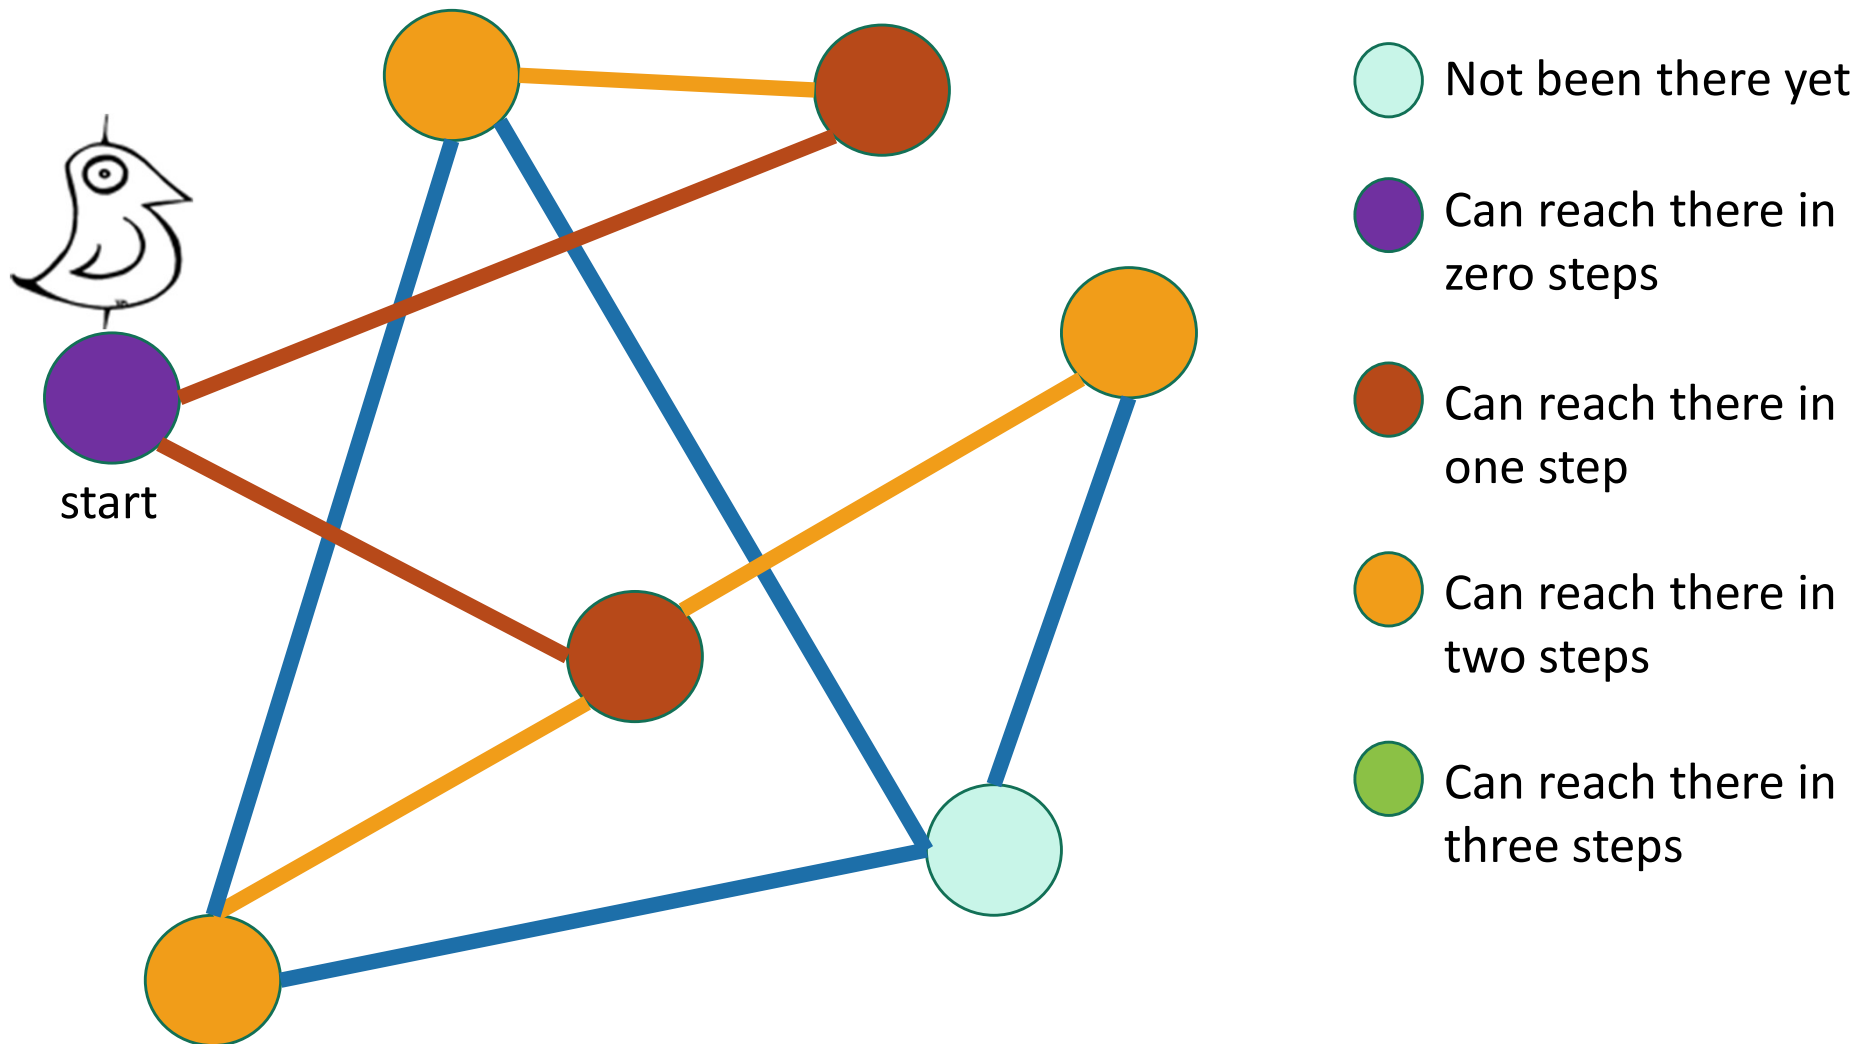 start
Not been there yet
Can reach there in
zero steps
Can reach there in
one step
Can reach there in
two steps
Can reach there in
three steps